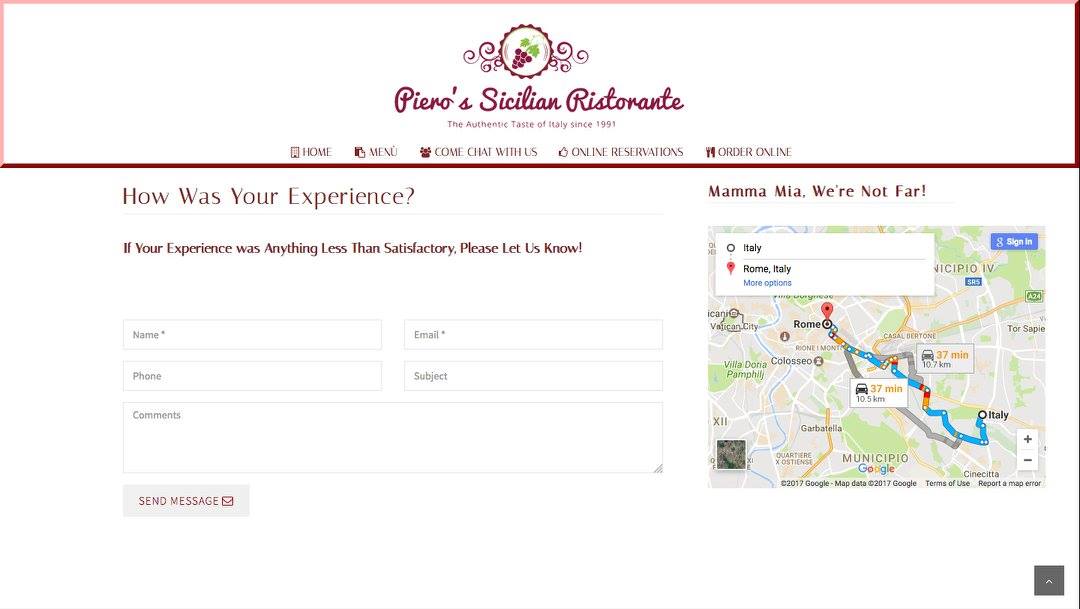 Piero's Sicilian Ristorante
The Authentic Taste of Italy since 1991
HOME MENÙ COME CHAT WITH US ONLINE RESERVATIONS ORDER ONLINE
How Was Your Experience?
If Your Experience was Anything Less Than Satisfactory, Please Let Us Know!
Name * Email *
Phone Subject
Comments
SEND MESSAGE
Mamma Mia, We're Not Far!
Italy
Rome, Italy
More options
Sign in
NICIPIO IV
SR5
A24
Villa Borghese
Vatican City
Rome
Tor Sapie
CASAL BERTONE
RIONE I MONTI
Colosseo
37 min
10.7 km
Villa Doria
Pamphilj
37 min
10.5 km
Italy
XII
Garbatella
QUARTIERE
X OSTIENSE
MUNICIPIO
Cinecitta
Google
©2017 Google - Map data ©2017 Google Terms of Use Report a map error